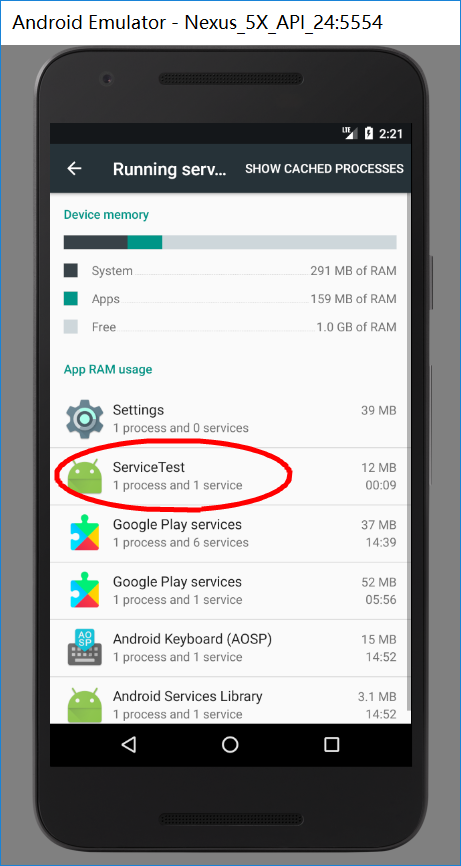 Android Emulator - Nexus_5X_API_24:5554
LTE 2:21
Running serv... SHOW CACHED PROCESSES
Device memory
System 291 MB of RAM
Apps 159 MB of RAM
Free 1.0 GB of RAM
App RAM usage
Settings 39 MB
1 process and 0 services
ServiceTest 12 MB
1 process and 1 service 00:09
Google Play services 37 MB
1 process and 6 services 14:39
Google Play services 52 MB
1 process and 1 service 05:56
AO
SP
Android Keyboard (AOSP) 15 MB
1 process and 1 service 14:52
Android Services Library 3.1 MB
1 process and 1 service 14:52